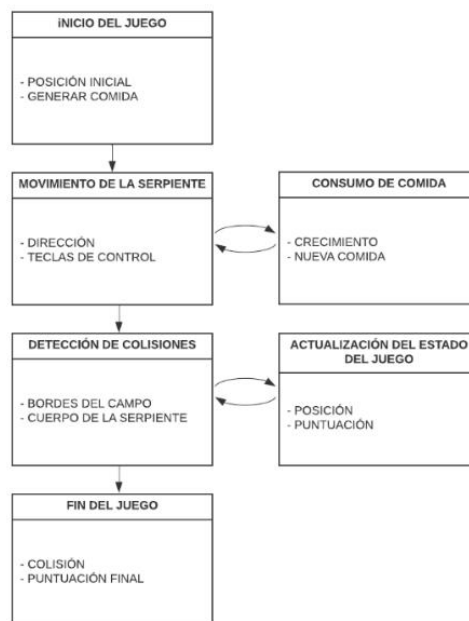 iNICIO DEL JUEGO
- POSICIÓN INICIAL
- GENERAR COMIDA
MOVIMIENTO DE LA SERPIENTE
- DIRECCIÓN
- TECLAS DE CONTROL
CONSUMO DE COMIDA
- CRECIMIENTO
- NUEVA COMIDA
DETECCIÓN DE COLISIONES
- BORDES DEL CAMPO
- CUERPO DE LA SERPIENTE
ACTUALIZACIÓN DEL ESTADO
DEL JUEGO
- POSICIÓN
- PUNTUACIÓN
FIN DEL JUEGO
- COLISIÓN
- PUNTUACIÓN FINAL